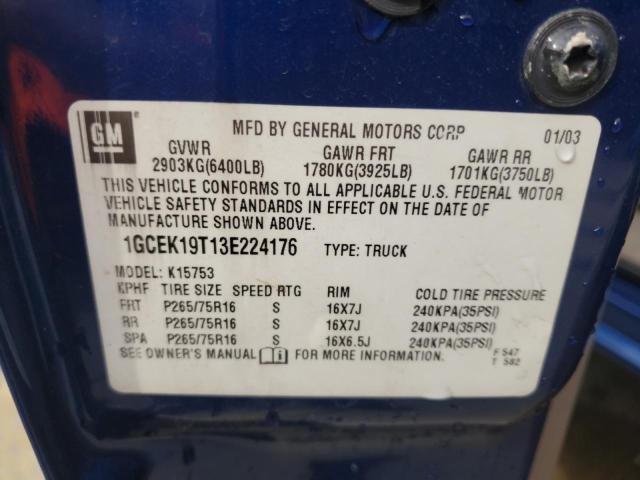 GM
MFD BY GENERAL MOTORS CORP 01/03
GVWR GAWR FRT GAWR RR
2903KG(6400LB) 1780KG(3925LB) 1701KG(3750LB)
THIS VEHICLE CONFORMS TO ALL APPLICABLE U.S. FEDERAL MOTOR
VEHICLE SAFETY STANDARDS IN EFFECT ON THE DATE OF
MANUFACTURE SHOWN ABOVE.
1GCEK19T13E224176 TYPE: TRUCK
MODEL: K15753
KPHF TIRE SIZE SPEED RTG RIM COLD TIRE PRESSURE
FRT P265/75R16 S 16X7J 240KPA(35PSI)
RR P265/75R16 S 16X7J 240KPA(35PSI)
SPA P265/75R16 S 16X6.5J 240KPA(35PSI)
SEE OWNER'S MANUAL FOR MORE INFORMATION. F 547
T 582